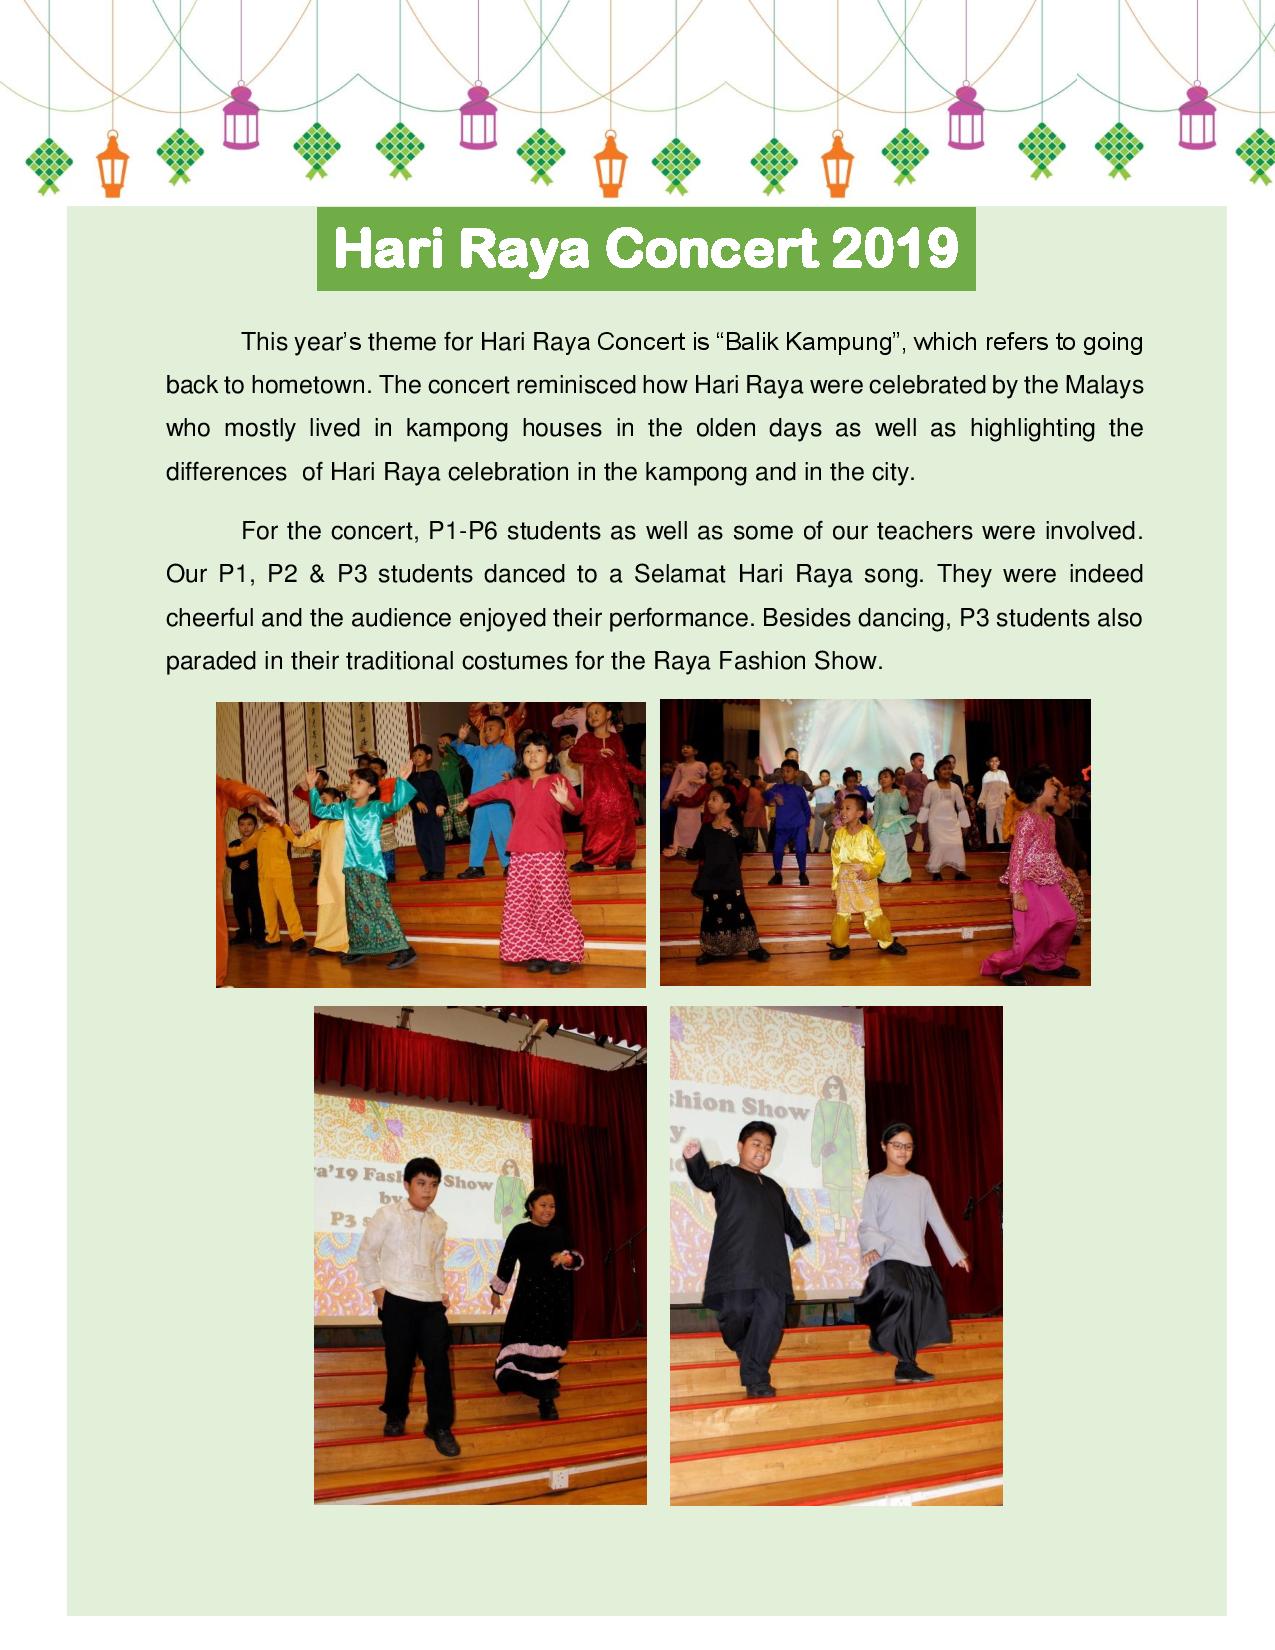 Hari Raya Concert 2019
This year’s theme for Hari Raya Concert is “Balik Kampung”, which refers to going
back to hometown. The concert reminisced how Hari Raya were celebrated by the Malays
who mostly lived in kampong houses in the olden days as well as highlighting the
differences of Hari Raya celebration in the kampong and in the city.
For the concert, P1-P6 students as well as some of our teachers were involved.
Our P1, P2 & P3 students danced to a Selamat Hari Raya song. They were indeed
cheerful and the audience enjoyed their performance. Besides dancing, P3 students also
paraded in their traditional costumes for the Raya Fashion Show.
Show
by
P3
Show